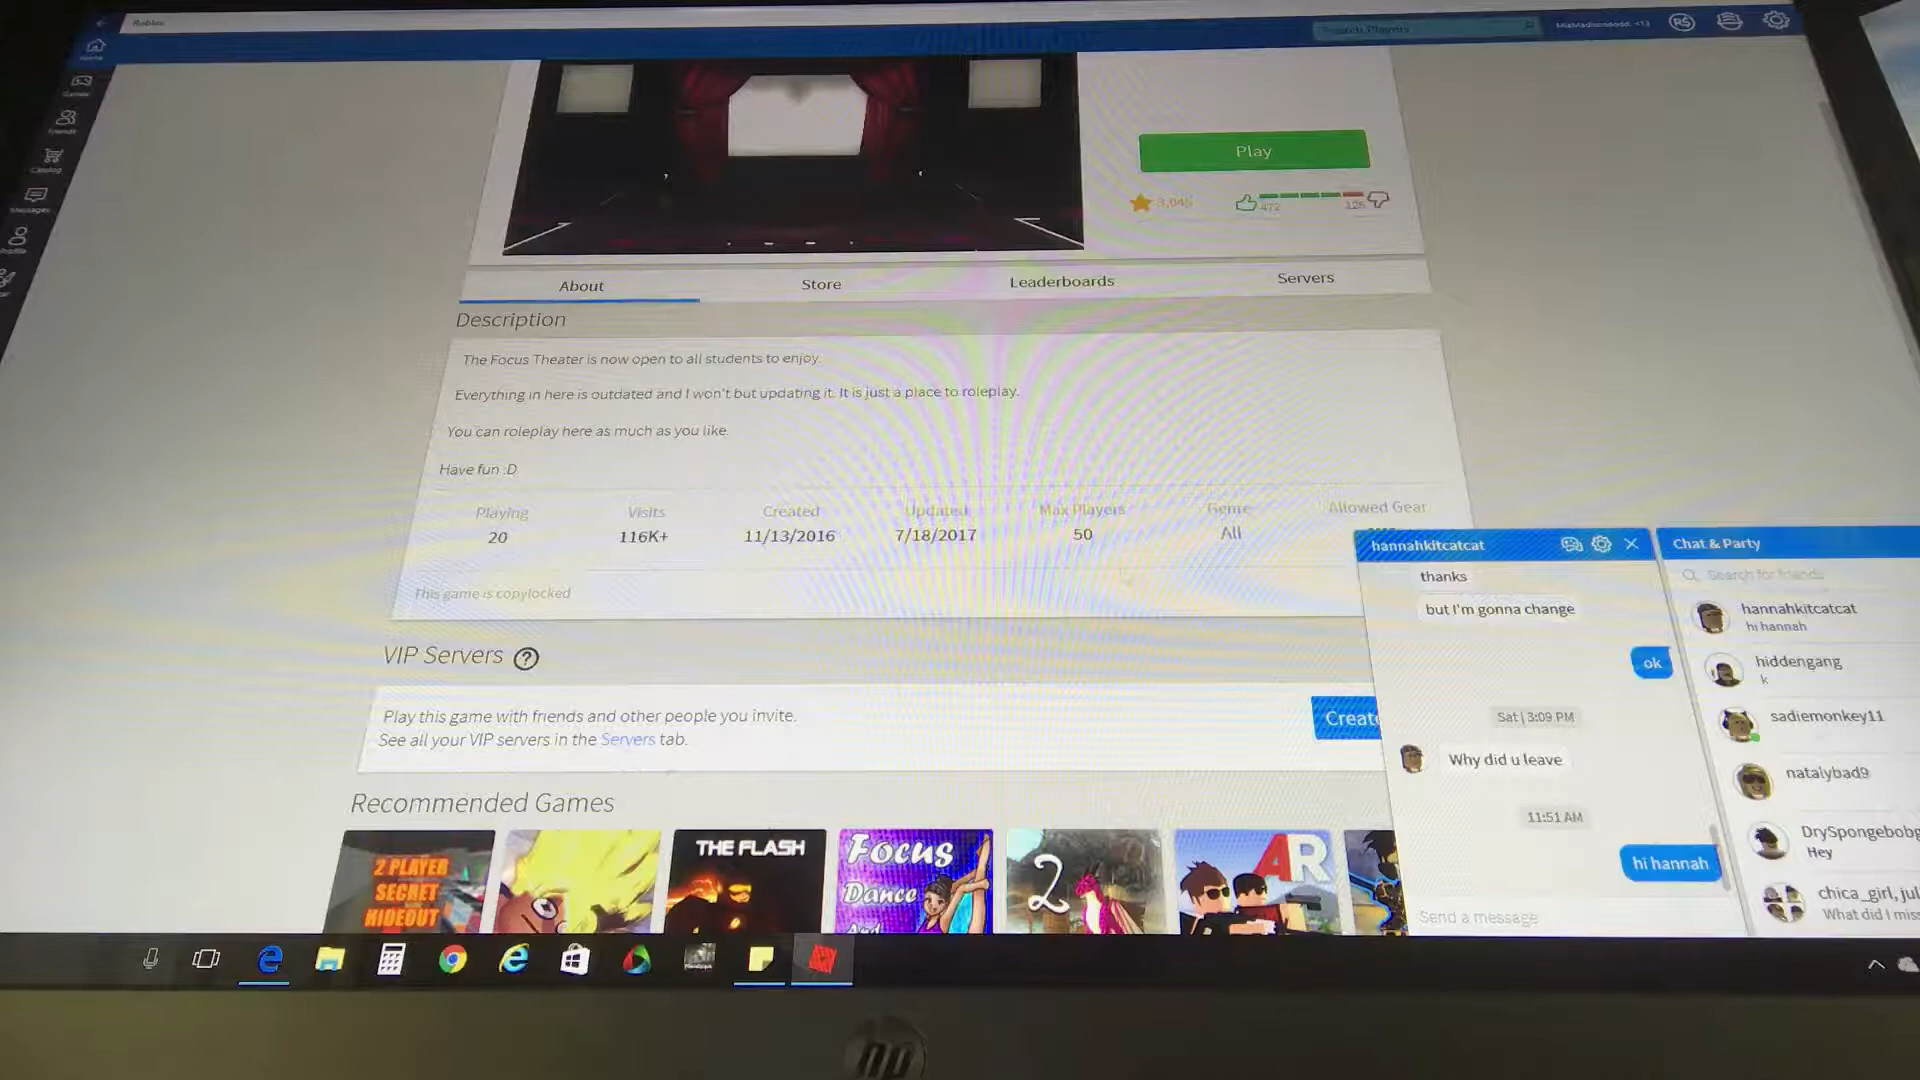 Roblox
Search Players
<13
Home
Games
Friends
Catalog
Messages
Profile
Play
3,045
472
126
About
Store
Leaderboards
Servers
Description
The Focus Theater is now open to all students to enjoy.
Everything in here is outdated and I won't but updating it. It is just a place to roleplay.
You can roleplay here as much as you like.
Have fun :D
Playing
Visits
Created
Updated
Max Players
Genre
Allowed Gear
20
116K+
11/13/2016
7/18/2017
50
All
This game is copylocked
VIP Servers ?
Play this game with friends and other people you invite.
See all your VIP servers in the Servers tab.
Create
Recommended Games
2 PLAYER
SECRET
HIDEOUT
THE FLASH
Focus
Dance
And
2
AR
hannahkitcatcat
thanks
but I'm gonna change
ok
Sat | 3:09 PM
Why did u leave
11:51 AM
hi hannah
Send a message
Chat & Party
Search for friends
hannahkitcatcat
hi hannah
hiddengang
k
sadiemonkey11
natalybad9
DrySpongebobg
Hey
chica_girl, jul
What did I miss
hp